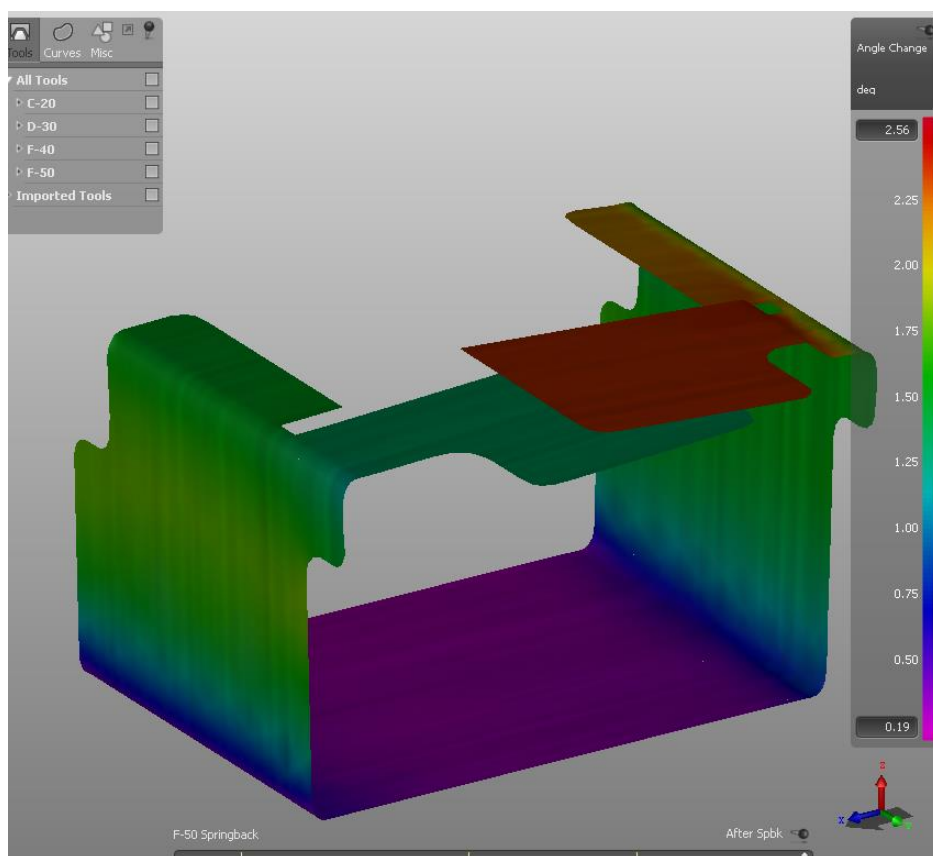 Tools Curves Misc
All Tools
C-20
D-30
F-40
F-50
Imported Tools
Angle Change
deg
2.56
2.25
2.00
1.75
1.50
1.25
1.00
0.75
0.50
0.19
Z
X
Y
F-50 Springback
After Spbk